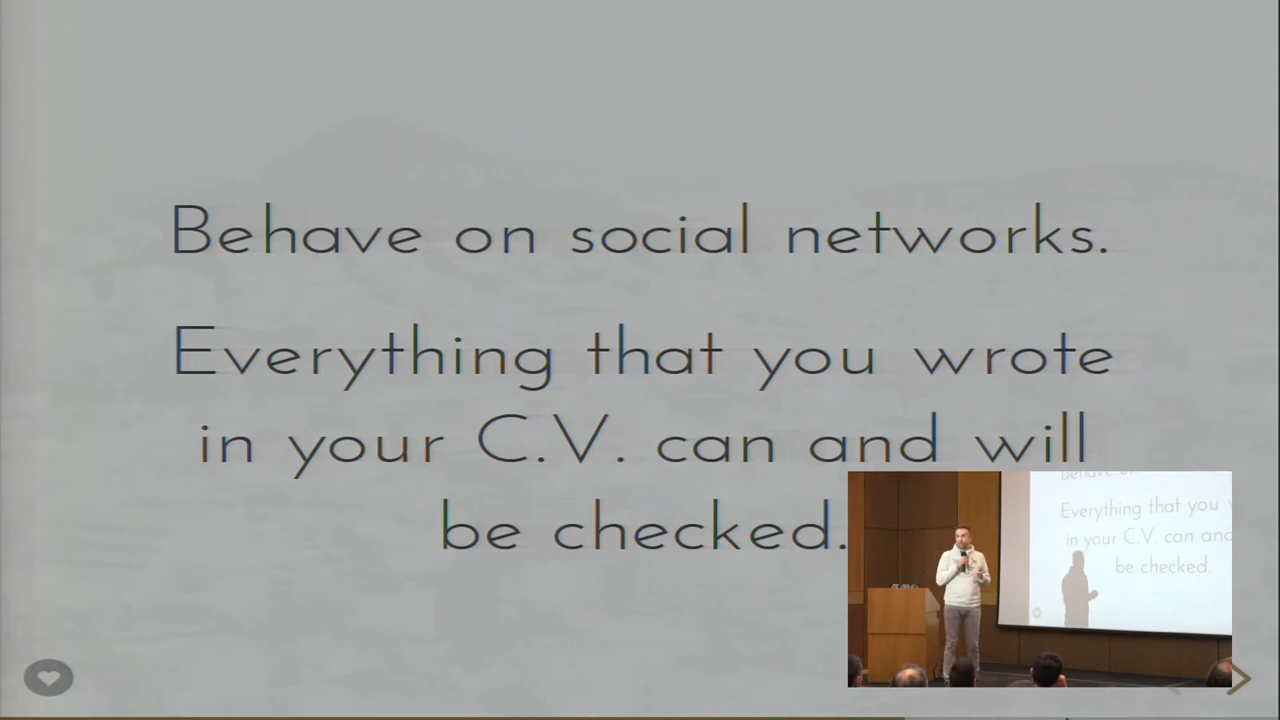 Behave on social networks.
Everything that you wrote
in your C.V. can and will
be checked.
Everything that you
in your C.V. can and
be checked.